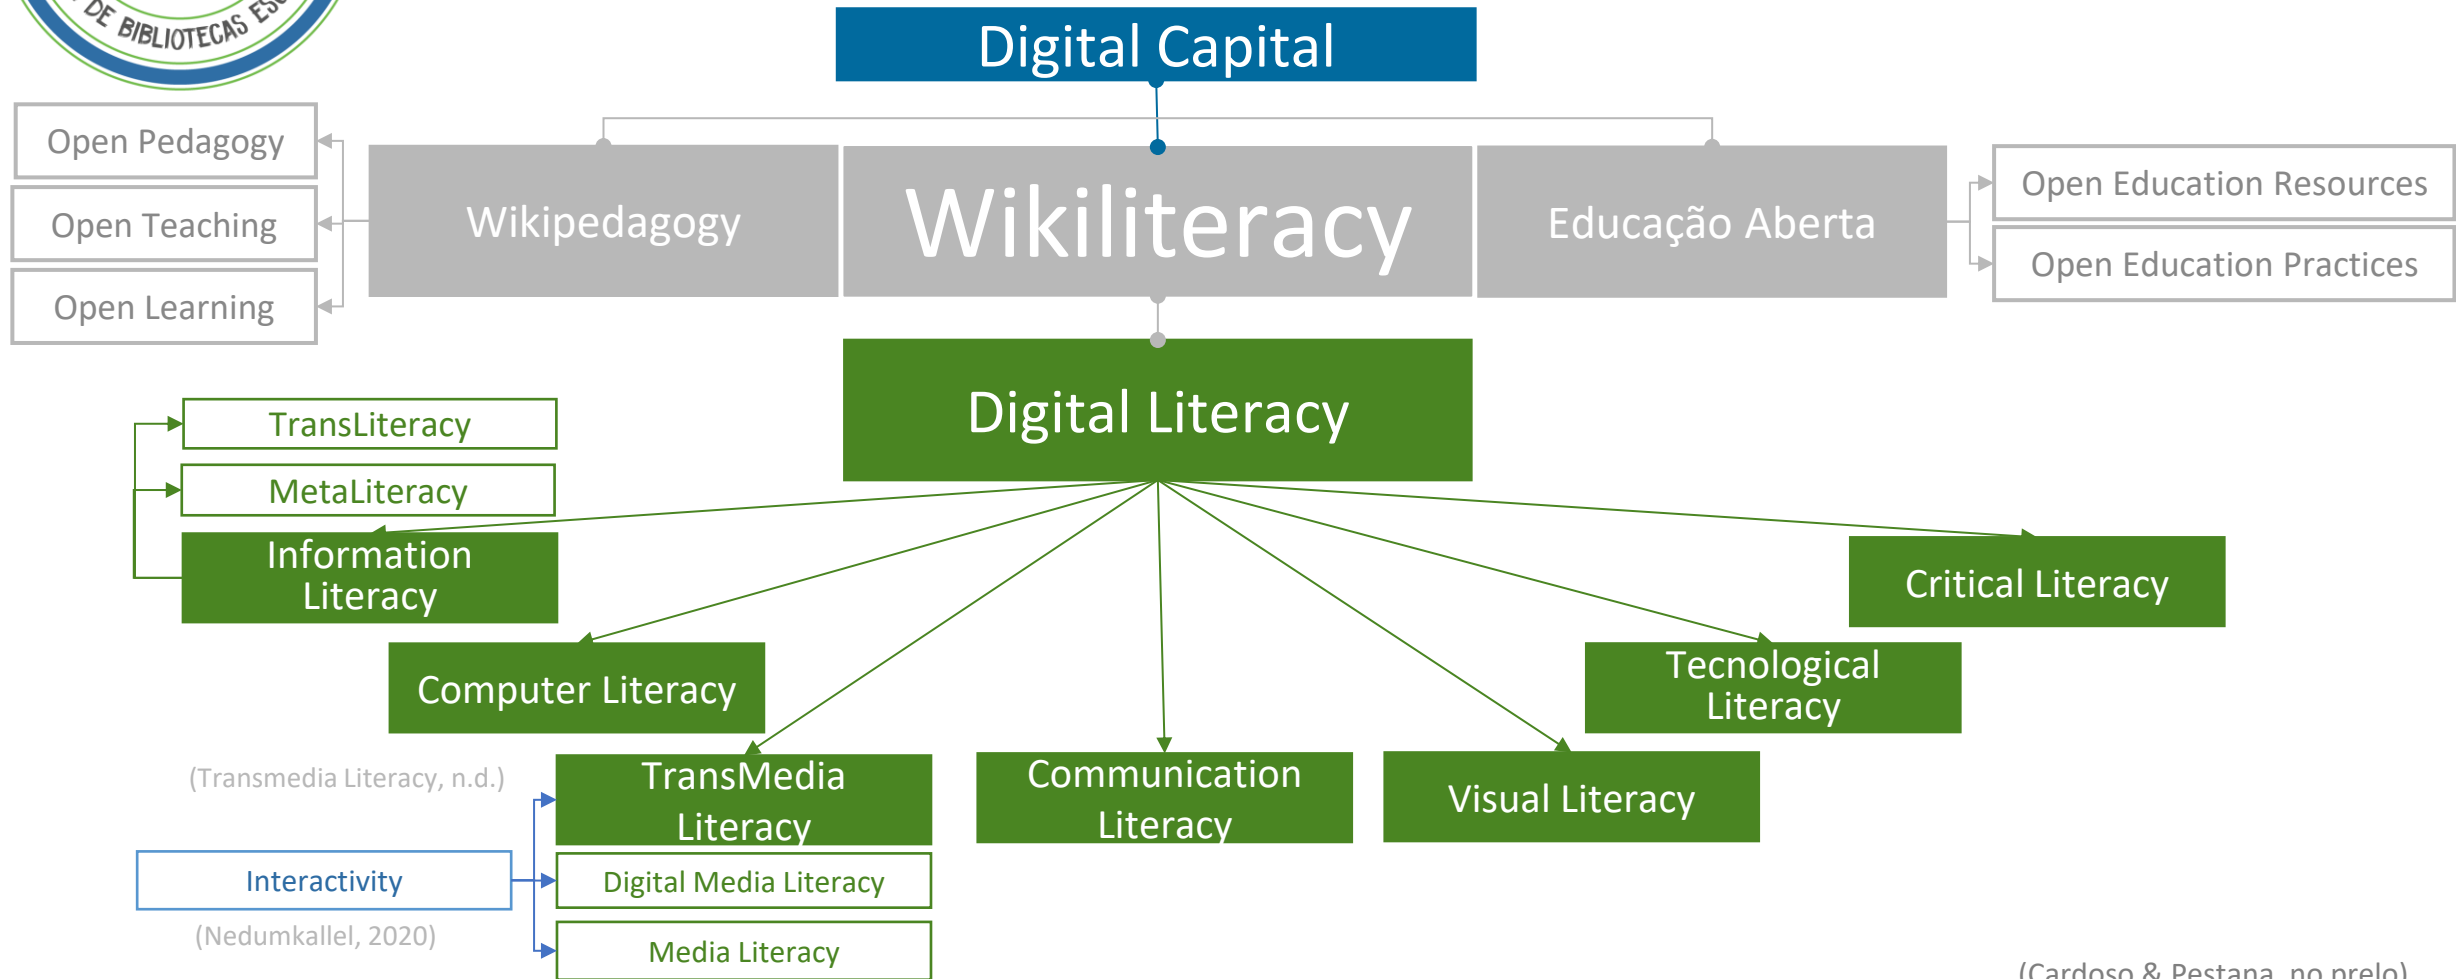 DE BIBLIOTECAS
Digital Capital
Open Pedagogy
Open Teaching
Open Learning
Wikipedagogy
Wikiliteracy
Educação Aberta
Open Education Resources
Open Education Practices
Digital Literacy
TransLiteracy
MetaLiteracy
Information
Literacy
Critical Literacy
Computer Literacy
Tecnological
Literacy
(Transmedia Literacy, n.d.)
TransMedia
Literacy
Communication
Literacy
Visual Literacy
Interactivity
Digital Media Literacy
(Nedumkallel, 2020)
Media Literacy
(Cardoso & Pestana, no prelo)